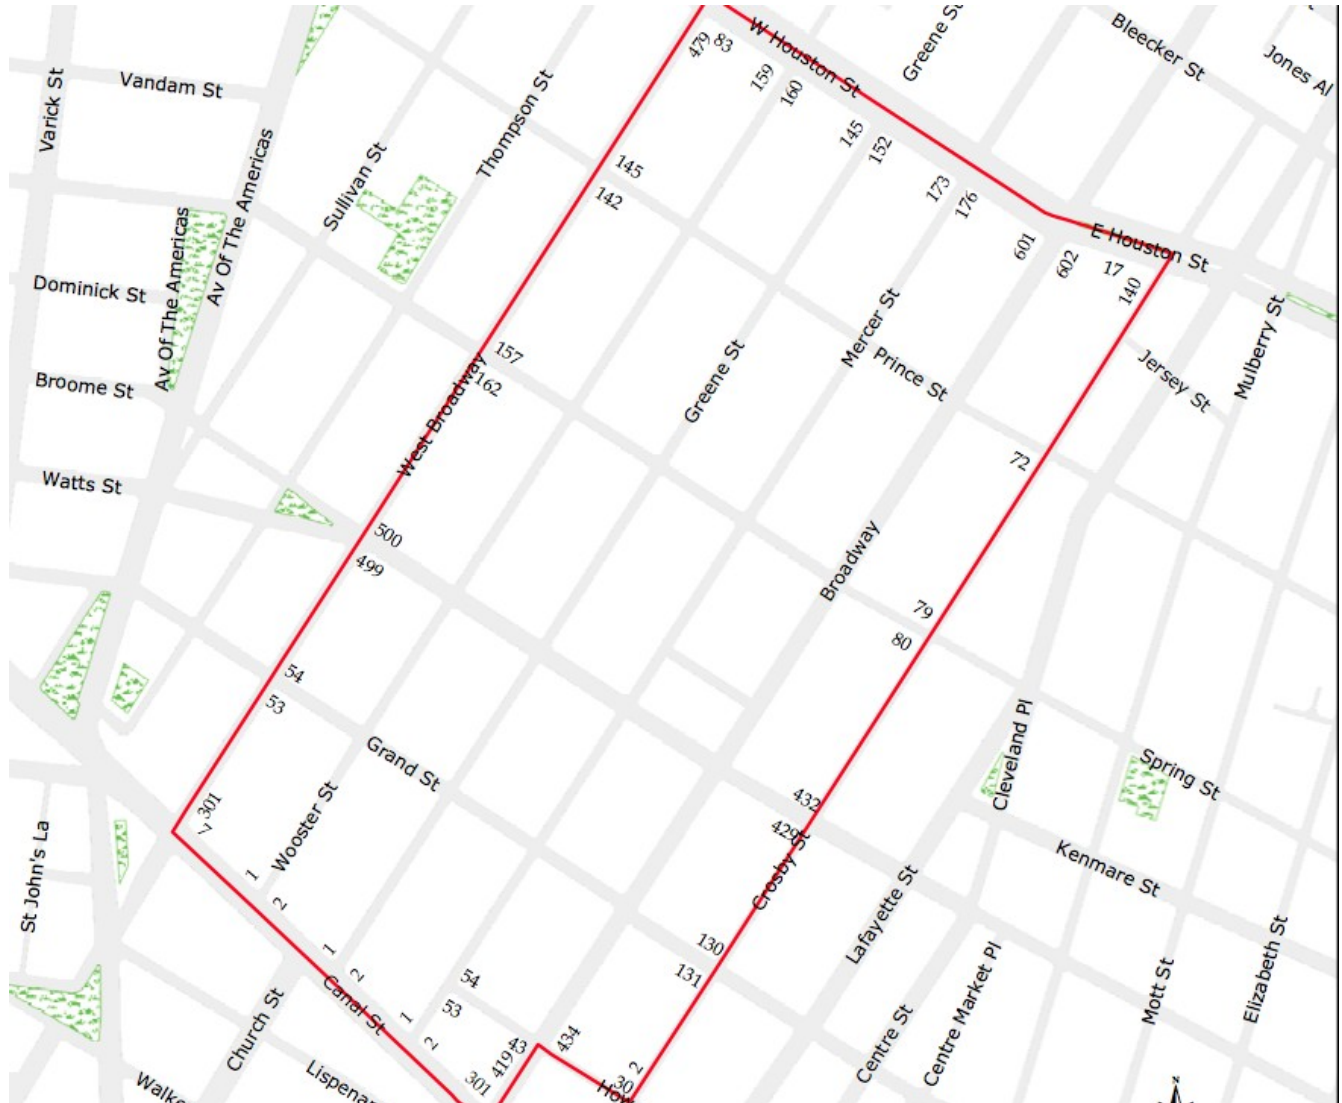 W Houston St
Greene S
Bleecker St
Jones Al
Vandam St
Varick St
Av Of The Americas
Thompson St
Sullivan St
479
83
159
160
145
152
173
176
601
602
17
140
E Houston St
145
142
Dominick St
Av Of The Americas
Mulberry St
Jersey St
Mercer St
Prince St
Greene St
157
162
West Broadway
Broome St
Watts St
72
500
499
Broadway
79
80
54
53
Cleveland Pl
Spring St
Grand St
301
7
Wooster St
432
429
Crosby St
Kenmare St
St John's La
1
2
Lafayette St
1
2
130
131
Canal St
54
53
Centre Market Pl
Mott St
Elizabeth St
Church St
1
2
43
434
419
301
2
30
How
Centre St
Walke
Lispena
N